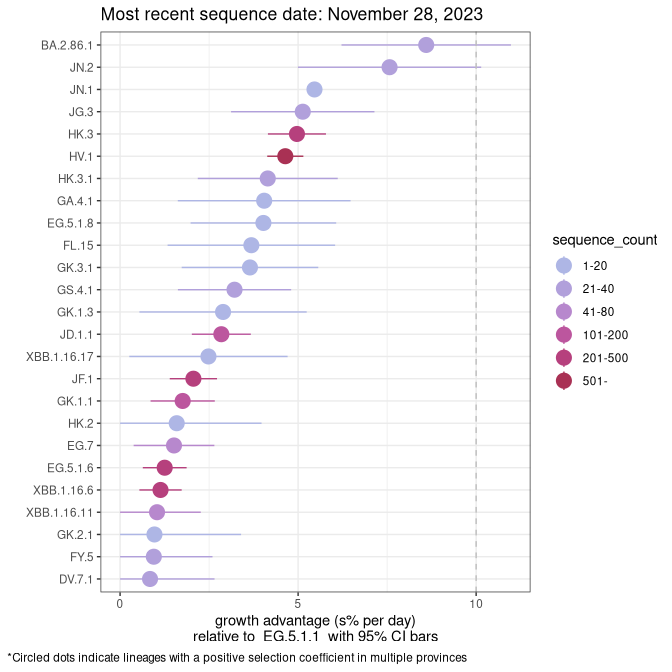 Most recent sequence date: November 28, 2023
BA.2.86.1
JN.2
JN.1
JG.3
HK.3
HV.1
HK.3.1
GA.4.1
EG.5.1.8
FL.15
GK.3.1
GS.4.1
GK.1.3
JD.1.1
XBB.1.16.17
JF.1
GK.1.1
HK.2
EG.7
EG.5.1.6
XBB.1.16.6
XBB.1.16.11
GK.2.1
FY.5
DV.7.1
0 5 10
growth advantage (s% per day)
relative to EG.5.1.1 with 95% CI bars
sequence_count
1-20
21-40
41-80
101-200
201-500
501-
*Circled dots indicate lineages with a positive selection coefficient in multiple provinces